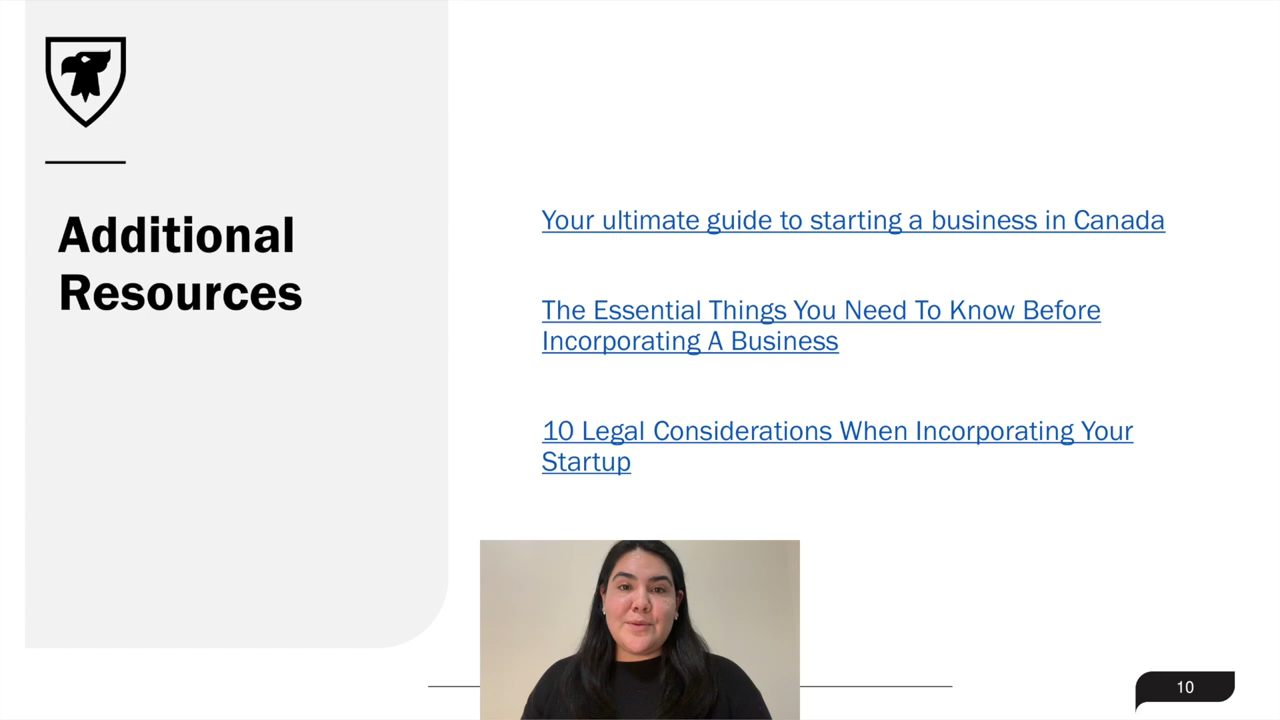 Additional
Resources
Your ultimate guide to starting a business in Canada
The Essential Things You Need To Know Before
Incorporating A Business
10 Legal Considerations When Incorporating Your
Startup
10